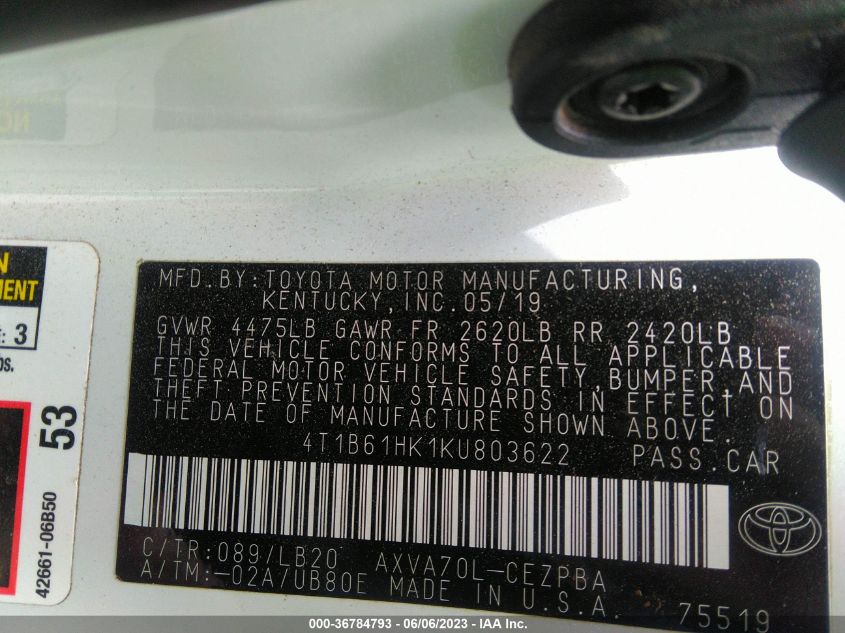 MFD.BY:TOYOTA MOTOR MANUFACTURING,
KENTUCKY,INC.05/19
GVWR 4475LB GAWR FR 2620LB RR 2420LB
THIS VEHICLE CONFORMS TO ALL APPLICABLE
FEDERAL MOTOR VEHICLE SAFETY,BUMPER,AND
THEFT PREVENTION STANDARDS IN EFFECT ON
THE DATE OF MANUFACTURE SHOWN ABOVE.
4T1B61HK1KU803622 PASS.CAR
C/TR:089/LB20 AXVA70L-CEZPBA
A/TM:-02A/UB80E MADE IN U.S.A. 75519
3
53
42661-06B50
000-36784793 - 06/06/2023 - IAA Inc.